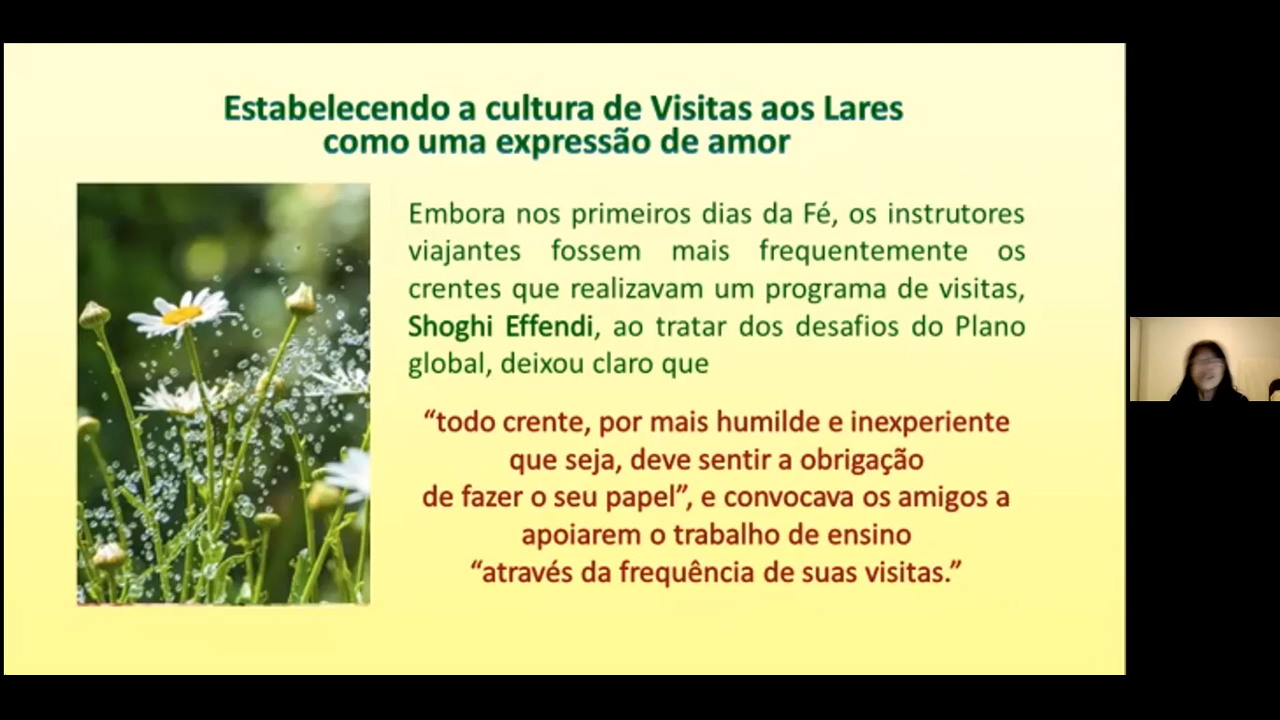 Estabelecendo a cultura de Visitas aos Lares
como uma expressão de amor
Embora nos primeiros dias da Fé, os instrutores
viajantes fossem mais frequentemente os
crentes que realizavam um programa de visitas,
Shoghi Effendi, ao tratar dos desafios do Plano
global, deixou claro que
“todo crente, por mais humilde e inexperiente
que seja, deve sentir a obrigação
de fazer o seu papel”, e convocava os amigos a
apoiarem o trabalho de ensino
“através da frequência de suas visitas.”